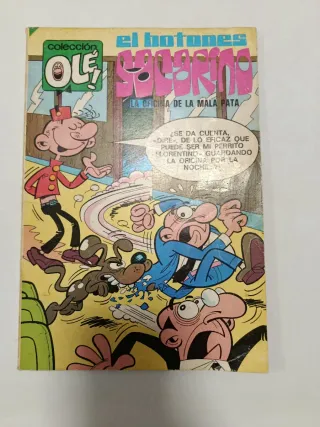 colección
OLÉ!
el botones
SACARINO
LA OFICINA DE LA MALA PATA
¿SE DA CUENTA,
"DIRE", DE LO EFICAZ QUE
PUEDE SER MI PERRITO
FLORENTINO GUARDANDO
LA OFICINA POR LA
NOCHE...?